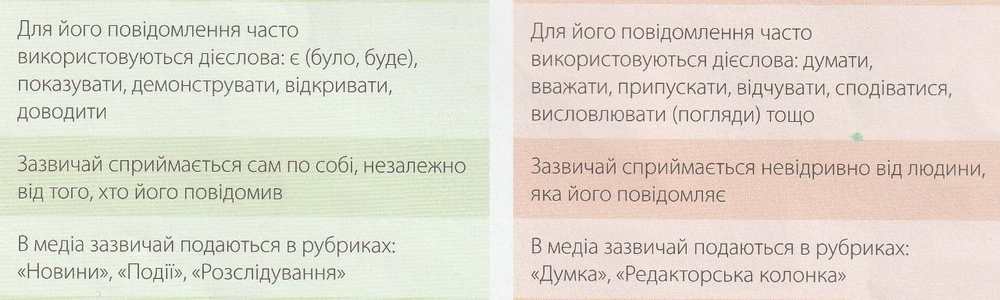 Для його повідомлення часто
використовуються дієслова: є (було, буде),
показувати, демонструвати, відкривати,
доводити
Зазвичай сприймається сам по собі, незалежно
від того, хто його повідомив
В медіа зазвичай подаються в рубриках:
«Новини», «Події», «Розслідування»
Для його повідомлення часто
використовуються дієслова: думати,
вважати, припускати, відчувати, сподіватися,
висловлювати (погляди) тощо
Зазвичай сприймається невідривно від людини,
яка його повідомляє
В медіа зазвичай подаються в рубриках:
«Думка», «Редакторська колонка»